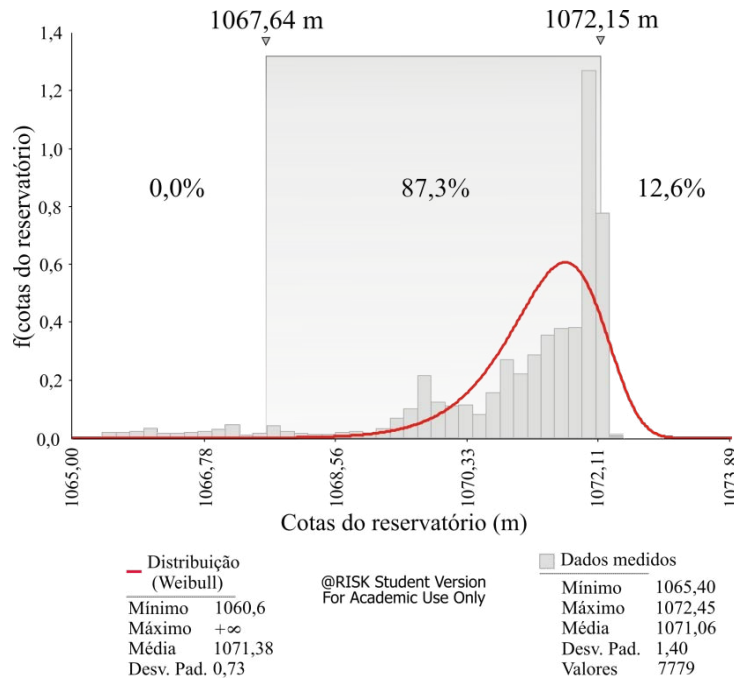 1067,64 m
1072,15 m
1,4
1,2
1,0
0,8
0,6
0,4
0,2
0,0
f(cotas do reservatório)
0,0%
87,3%
12,6%
1065,00
1066,78
1068,56
1070,33
1072,11
1073,89
Cotas do reservatório (m)
Distribuição
(Weibull)
Mínimo 1060,6
Máximo +∞
Média 1071,38
Desv. Pad. 0,73
@RISK Student Version
For Academic Use Only
Dados medidos
Mínimo 1065,40
Máximo 1072,45
Média 1071,06
Desv. Pad. 1,40
Valores 7779